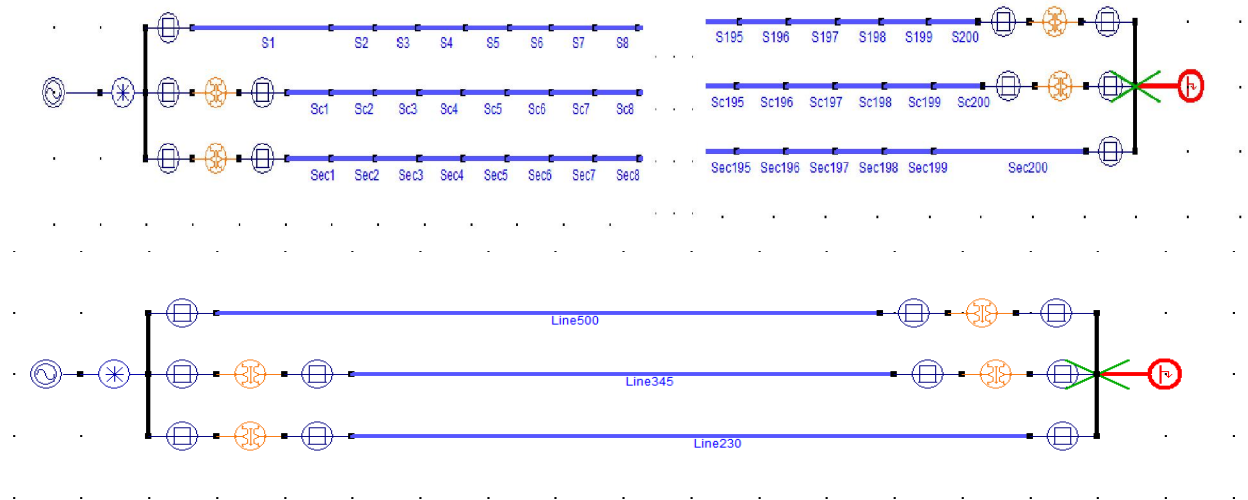 S1 S2 S3 S4 S5 S6 S7 S8 S195 S196 S197 S198 S199 S200
Sc1 Sc2 Sc3 Sc4 Sc5 Sc6 Sc7 Sc8 Sc195 Sc196 Sc197 Sc198 Sc199 Sc200
Sec1 Sec2 Sec3 Sec4 Sec5 Sec6 Sec7 Sec8 Sec195 Sec196 Sec197 Sec198 Sec199 Sec200
Line500
Line345
Line230